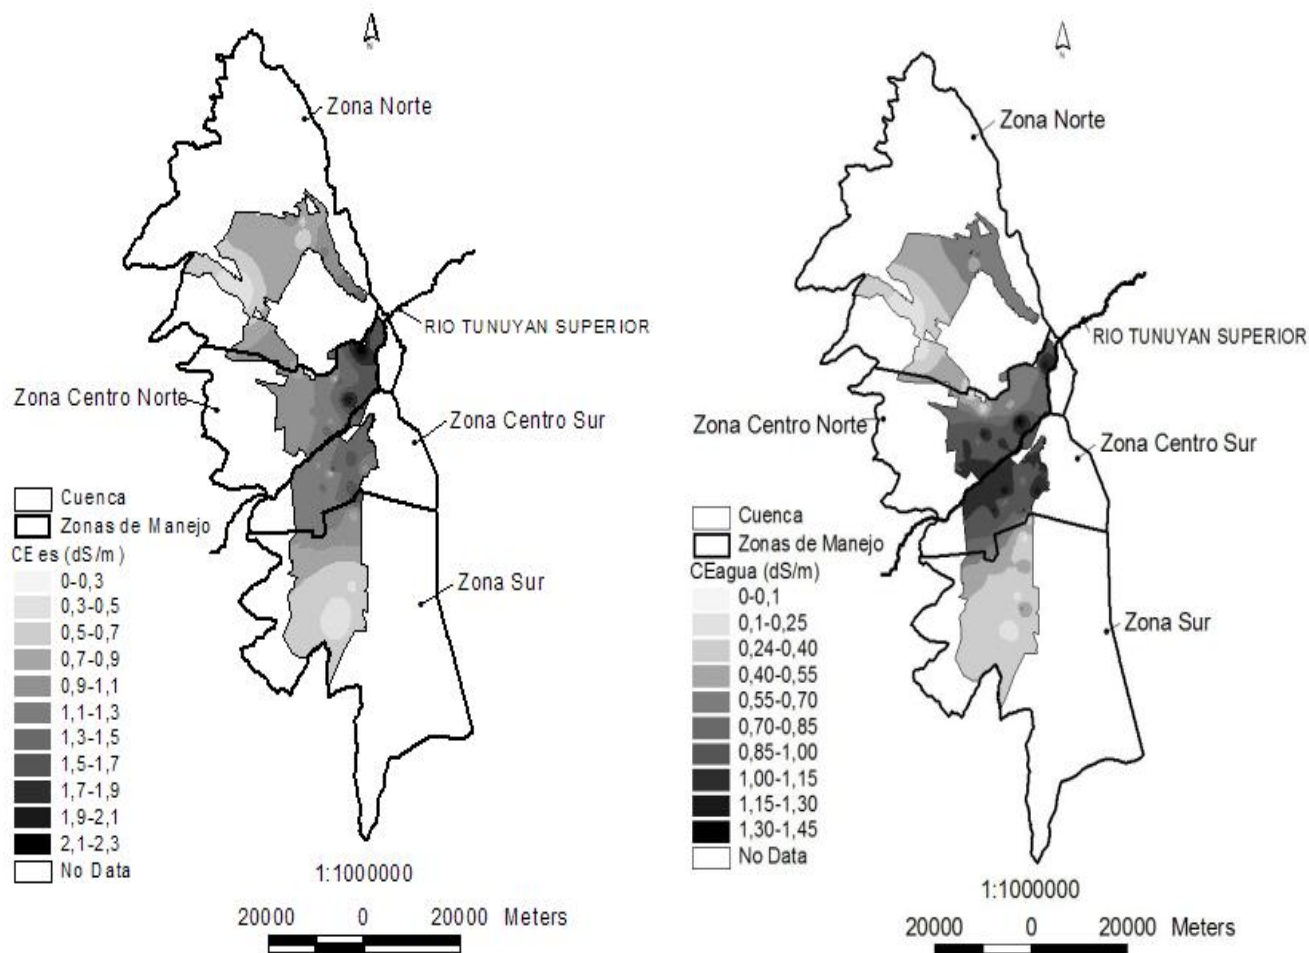 N
Zona Norte
RIO TUNUYAN SUPERIOR
Zona Centro Norte
Zona Centro Sur
Cuenca
Zonas de Manejo
CE es (dS/m)
0-0,3
0,3-0,5
0,5-0,7
0,7-0,9
0,9-1,1
1,1-1,3
1,3-1,5
1,5-1,7
1,7-1,9
1,9-2,1
2,1-2,3
No Data
Zona Sur
1:1000000
20000 0 20000 Meters
N
Zona Norte
RIO TUNUYAN SUPERIOR
Zona Centro Norte
Zona Centro Sur
Cuenca
Zonas de Manejo
CEagua (dS/m)
0-0,1
0,1-0,25
0,24-0,40
0,40-0,55
0,55-0,70
0,70-0,85
0,85-1,00
1,00-1,15
1,15-1,30
1,30-1,45
No Data
Zona Sur
1:1000000
20000 0 20000 Meters